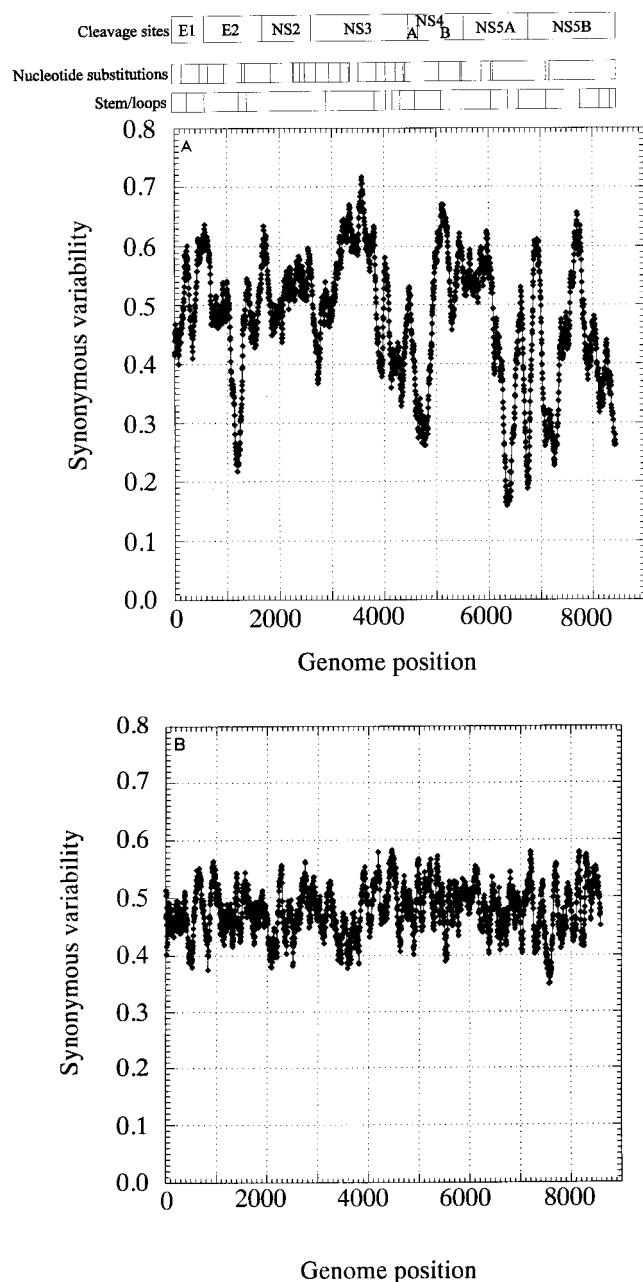 Cleavage sites E1 E2 NS2 NS3 NS4 A B NS5A NS5B
Nucleotide substitutions
Stem/loops
A
0.8
0.7
0.6
0.5
0.4
0.3
0.2
0.1
0.0
Synonymous variability
0 2000 4000 6000 8000
Genome position
B
0.8
0.7
0.6
0.5
0.4
0.3
0.2
0.1
0.0
Synonymous variability
0 2000 4000 6000 8000
Genome position